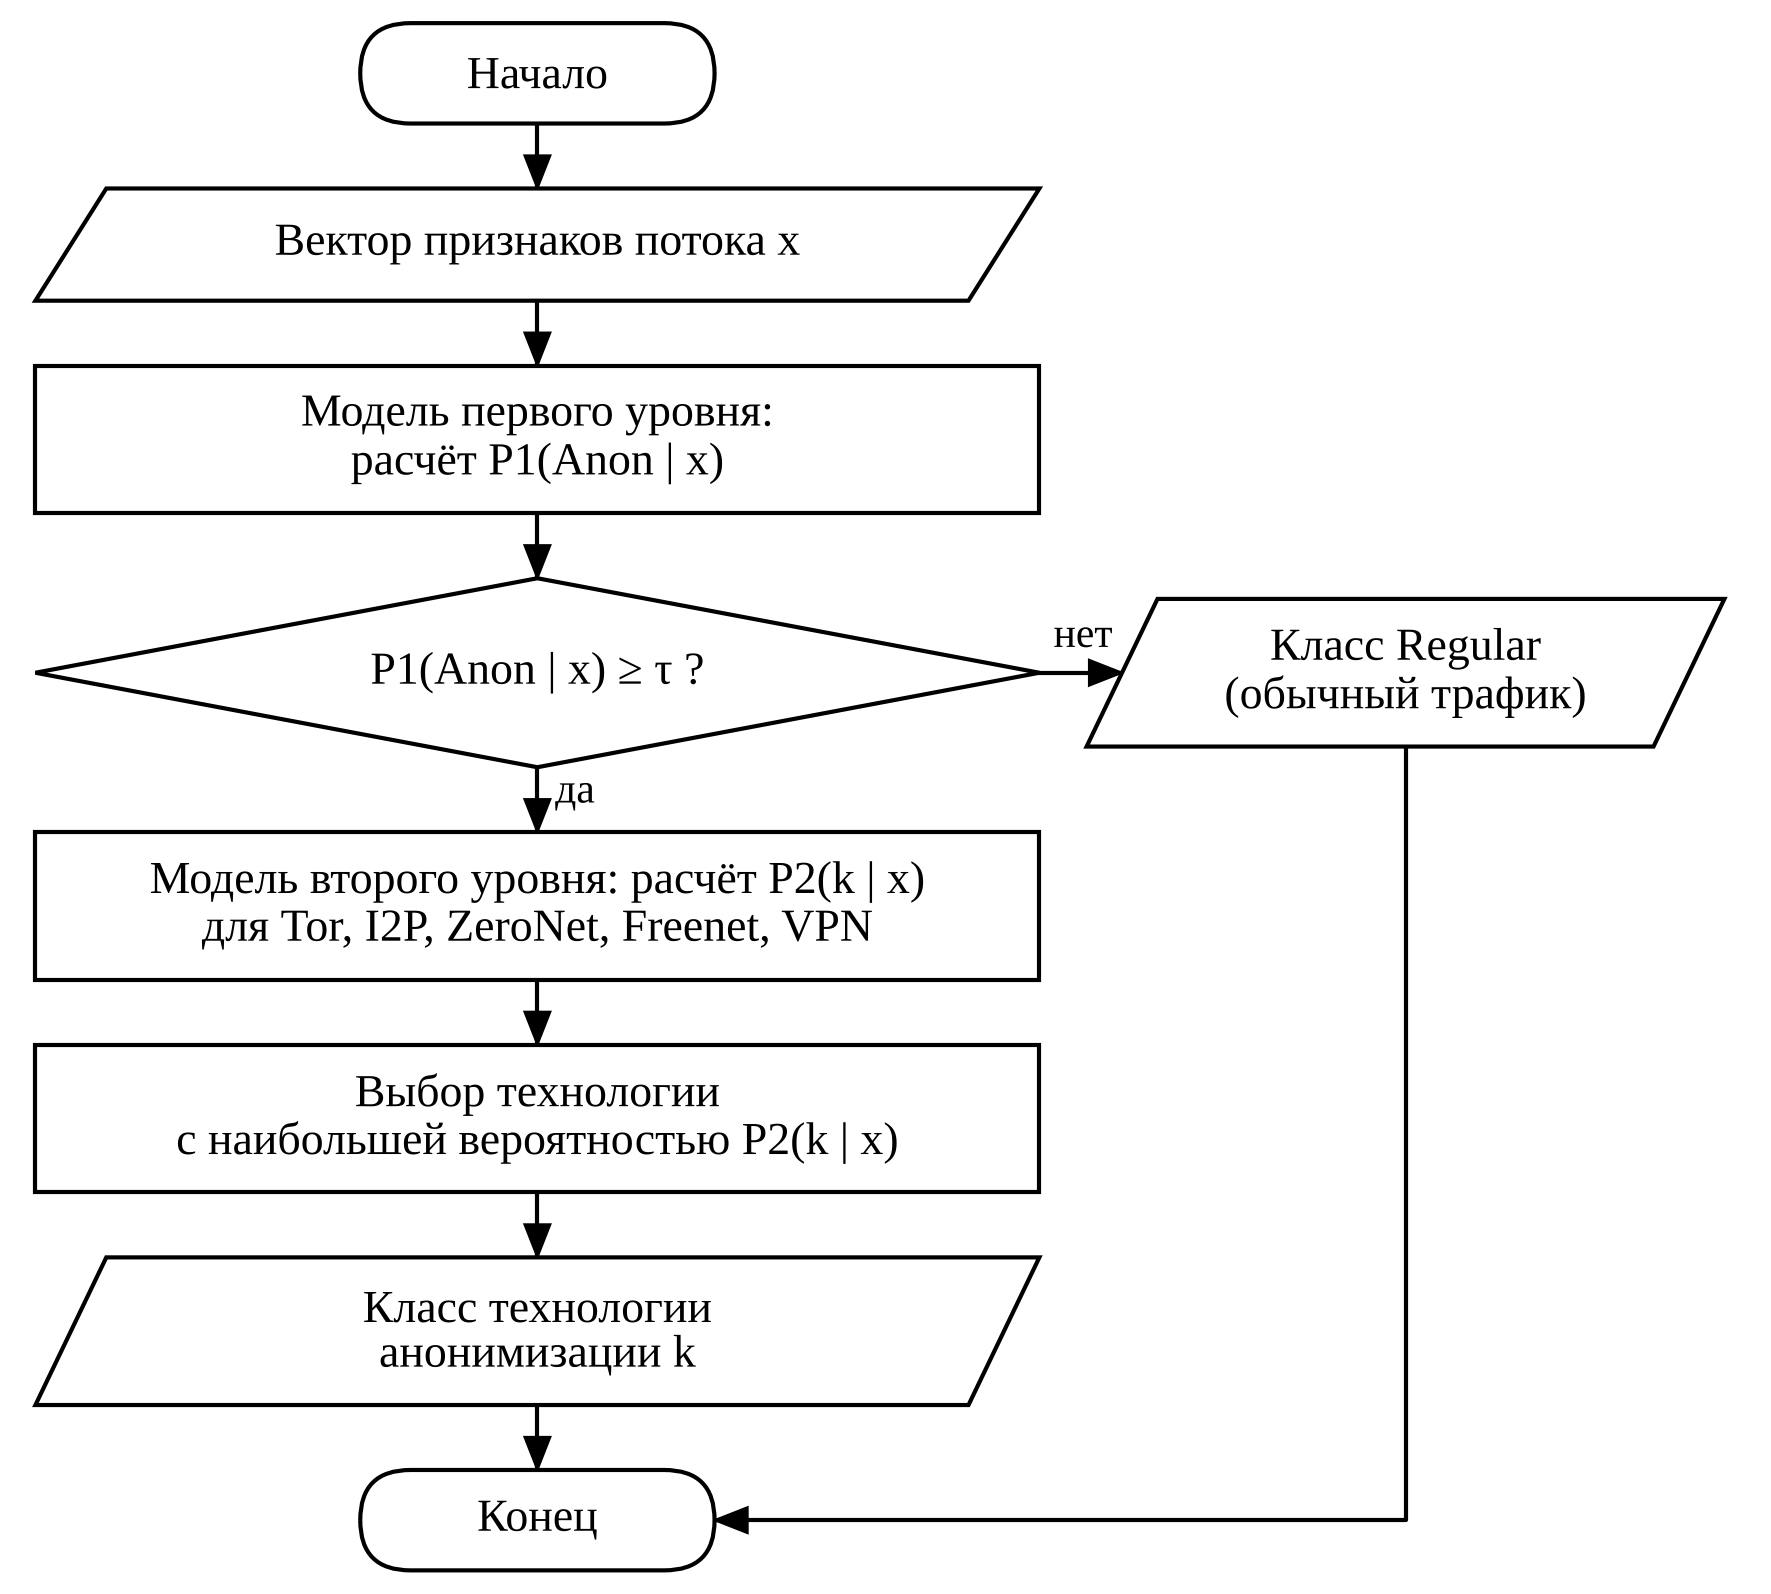 Начало
Вектор признаков потока x
Модель первого уровня:
расчёт P1(Anon | x)
P1(Anon | x) ≥ τ ?
нет
Класс Regular
(обычный трафик)
да
Модель второго уровня: расчёт P2(k | x)
для Tor, I2P, ZeroNet, Freenet, VPN
Выбор технологии
с наибольшей вероятностью P2(k | x)
Класс технологии
анонимизации k
Конец